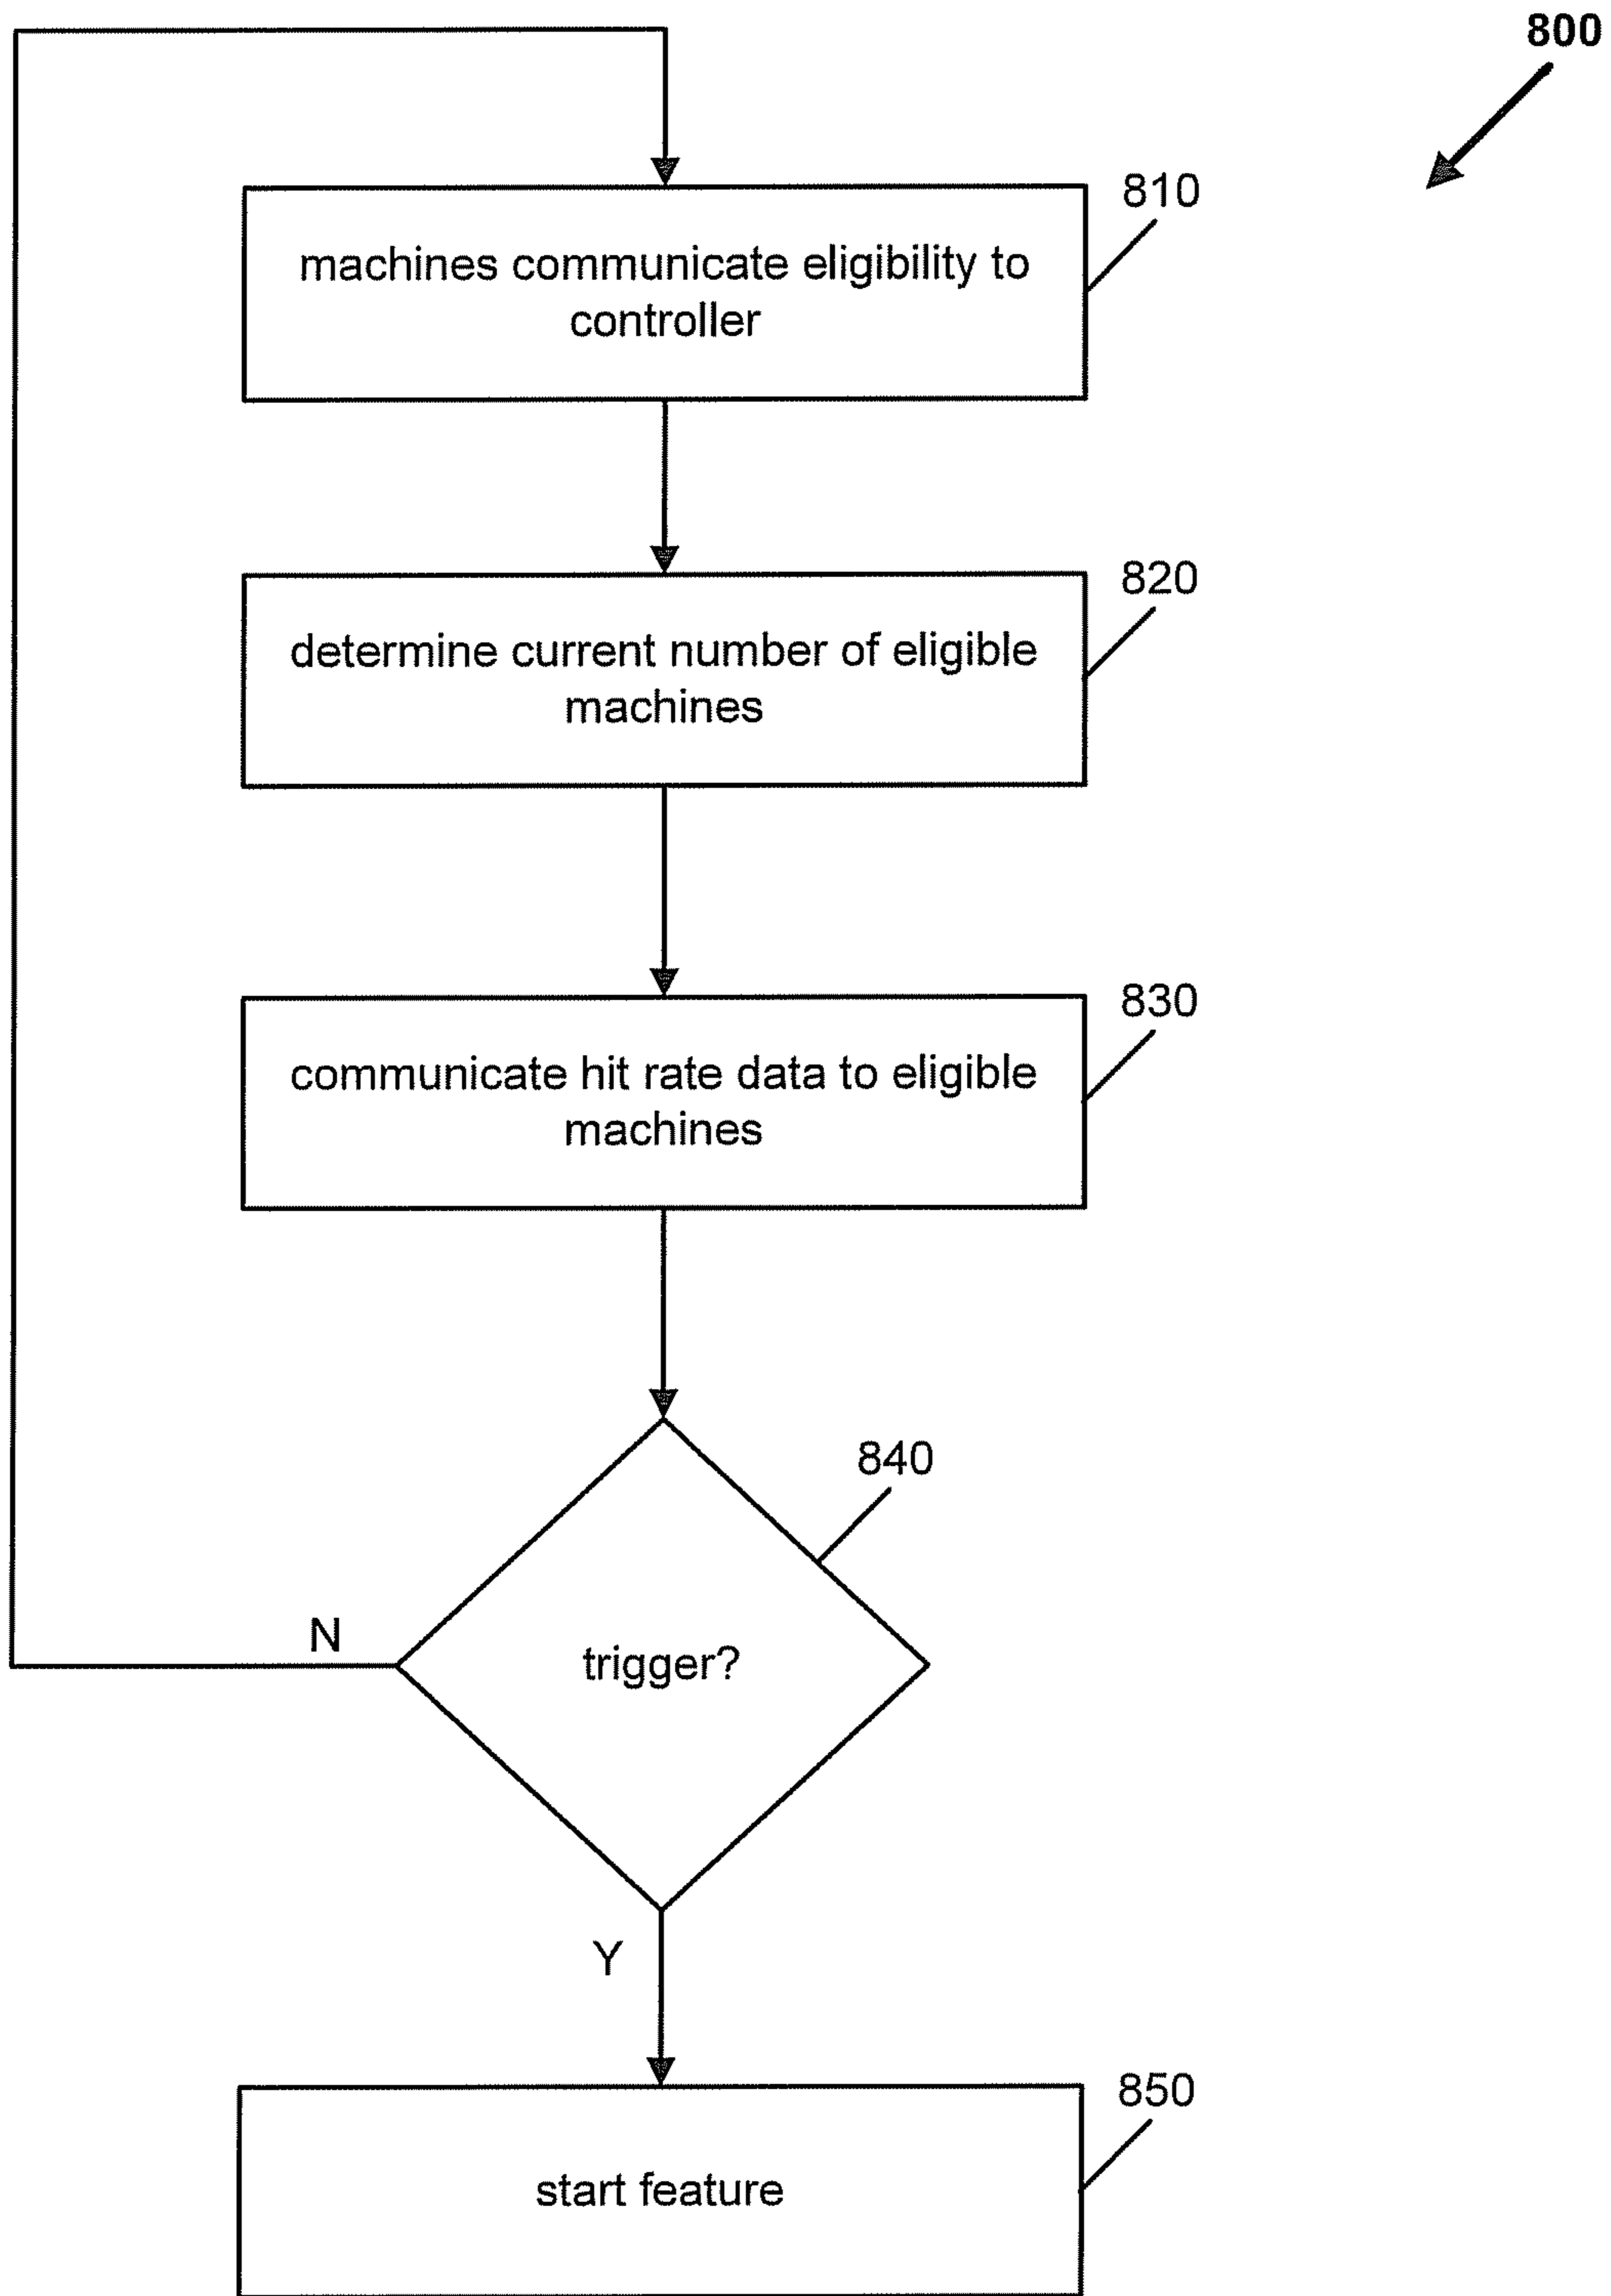 800
810
machines communicate eligibility to
controller
820
determine current number of eligible
machines
830
communicate hit rate data to eligible
machines
840
trigger?
N
Y
850
start feature